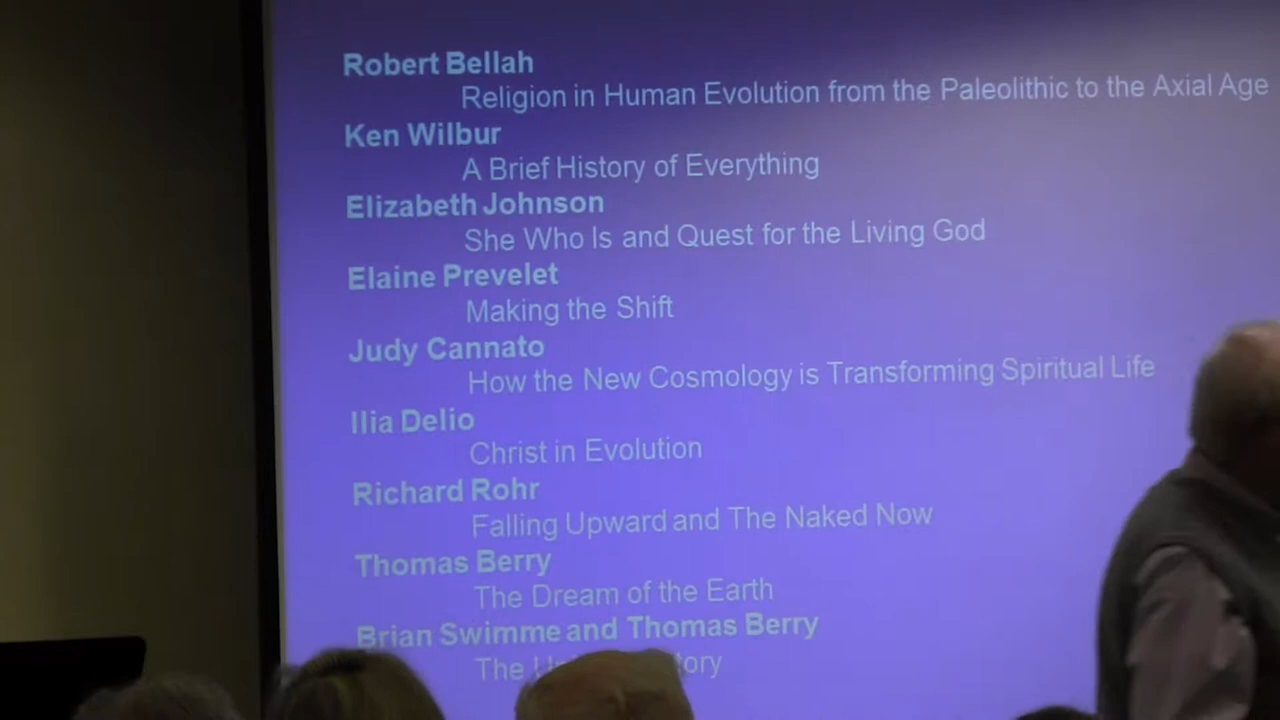 Robert Bellah
Religion in Human Evolution from the Paleolithic to the Axial Age
Ken Wilbur
A Brief History of Everything
Elizabeth Johnson
She Who Is and Quest for the Living God
Elaine Prevelet
Making the Shift
Judy Cannato
How the New Cosmology is Transforming Spiritual Life
Ilia Delio
Christ in Evolution
Richard Rohr
Falling Upward and The Naked Now
Thomas Berry
The Dream of the Earth
Brian Swimme and Thomas Berry
The